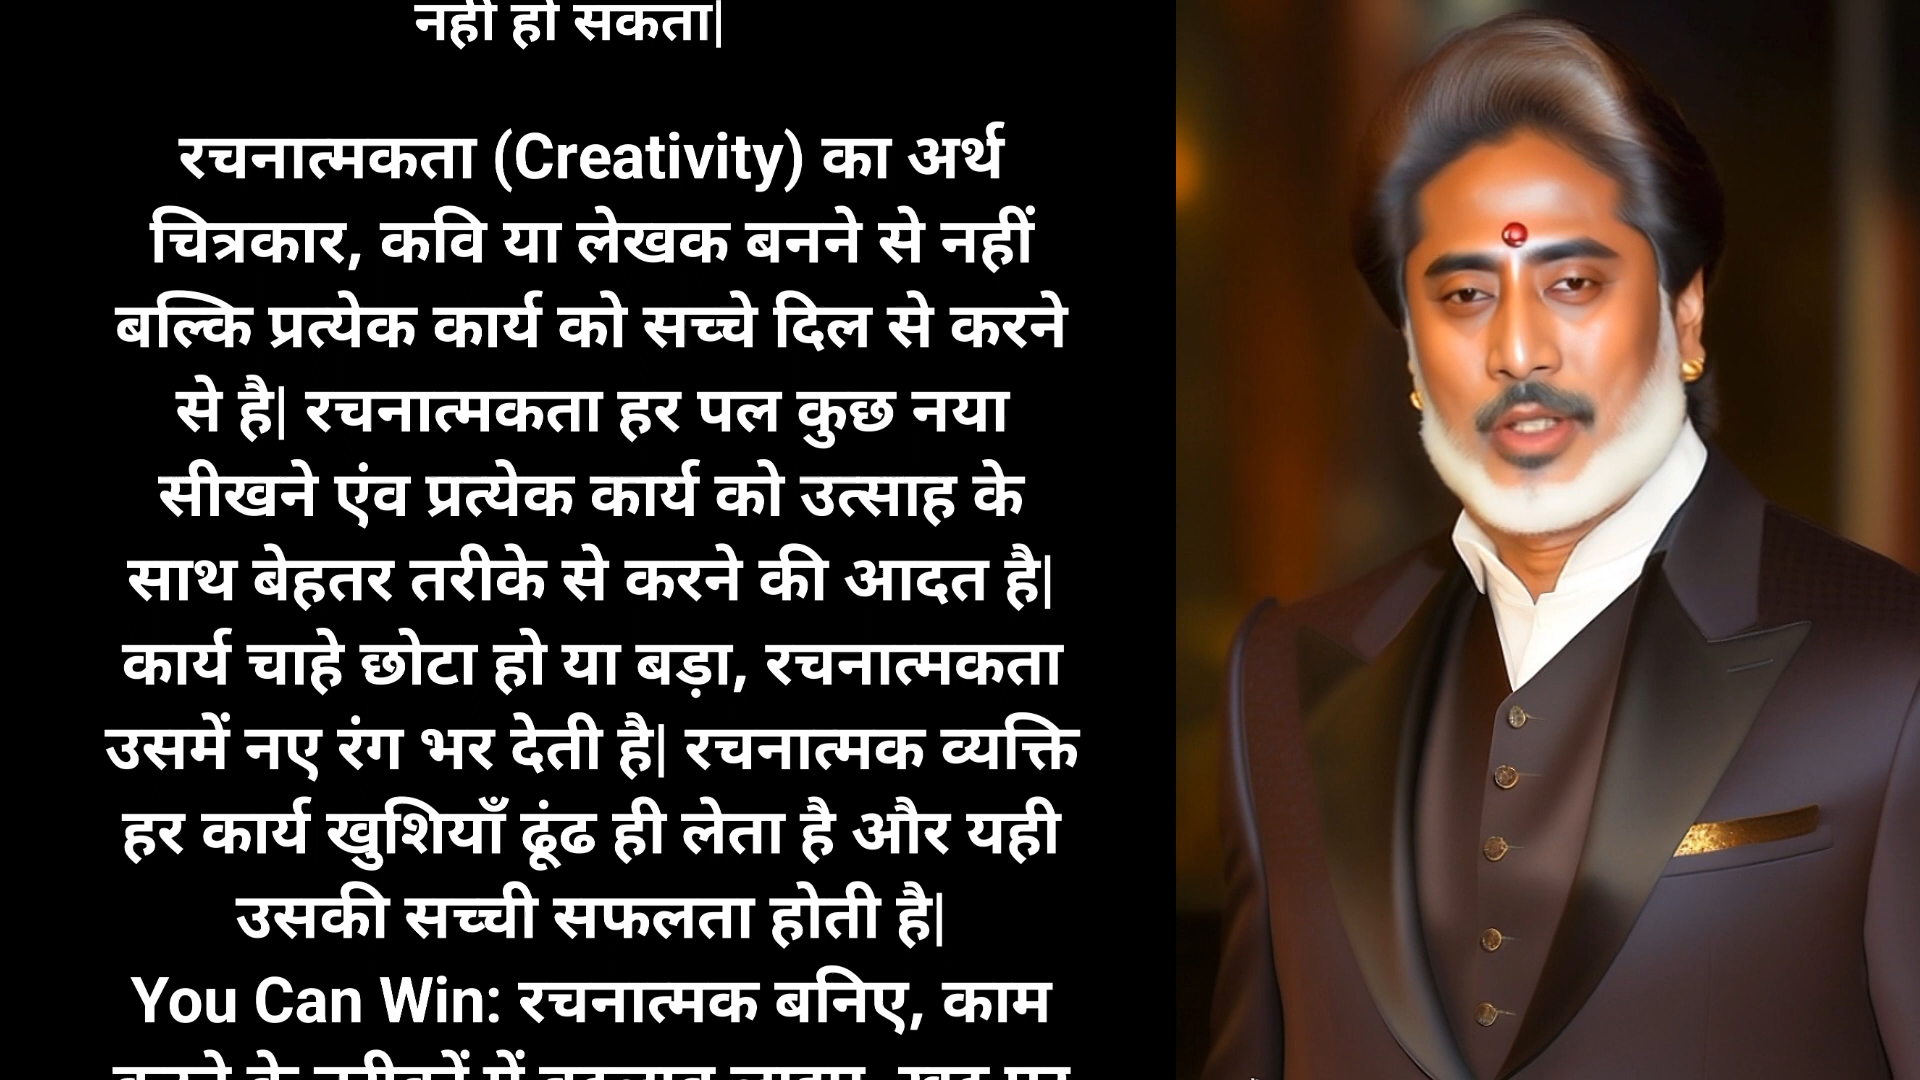 नहीं हो सकता|
रचनात्मकता (Creativity) का अर्थ
चित्रकार, कवि या लेखक बनने से नहीं
बल्कि प्रत्येक कार्य को सच्चे दिल से करने
से है| रचनात्मकता हर पल कुछ नया
सीखने एंव प्रत्येक कार्य को उत्साह के
साथ बेहतर तरीके से करने की आदत है|
कार्य चाहे छोटा हो या बड़ा, रचनात्मकता
उसमें नए रंग भर देती है| रचनात्मक व्यक्ति
हर कार्य खुशियाँ ढूंढ ही लेता है और यही
उसकी सच्ची सफलता होती है|
You Can Win: रचनात्मक बनिए, काम